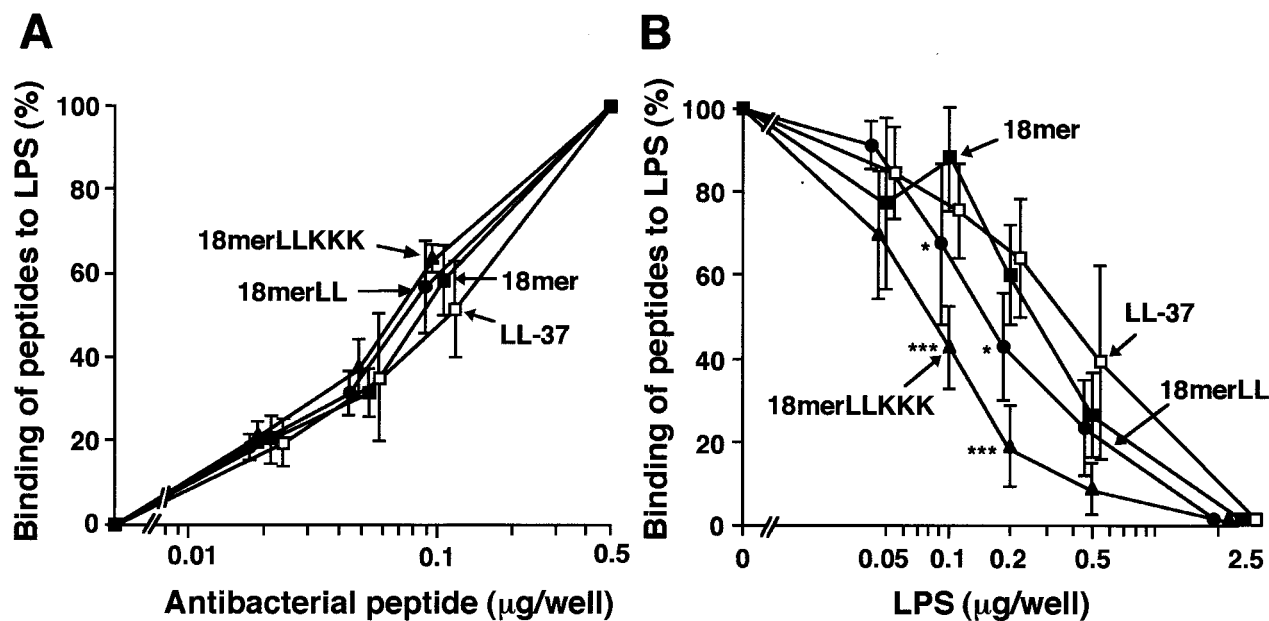 A
Binding of peptides to LPS (%)
100
80
60
40
20
0
18merLLKKK
18merLL
18mer
LL-37
0.01
0.1
0.5
Antibacterial peptide (μg/well)
B
Binding of peptides to LPS (%)
100
80
60
40
20
0
18mer
*
LL-37
***
*
18merLL
18merLLKKK
***
0
0.05
0.1
0.2
0.5
2.5
LPS (μg/well)